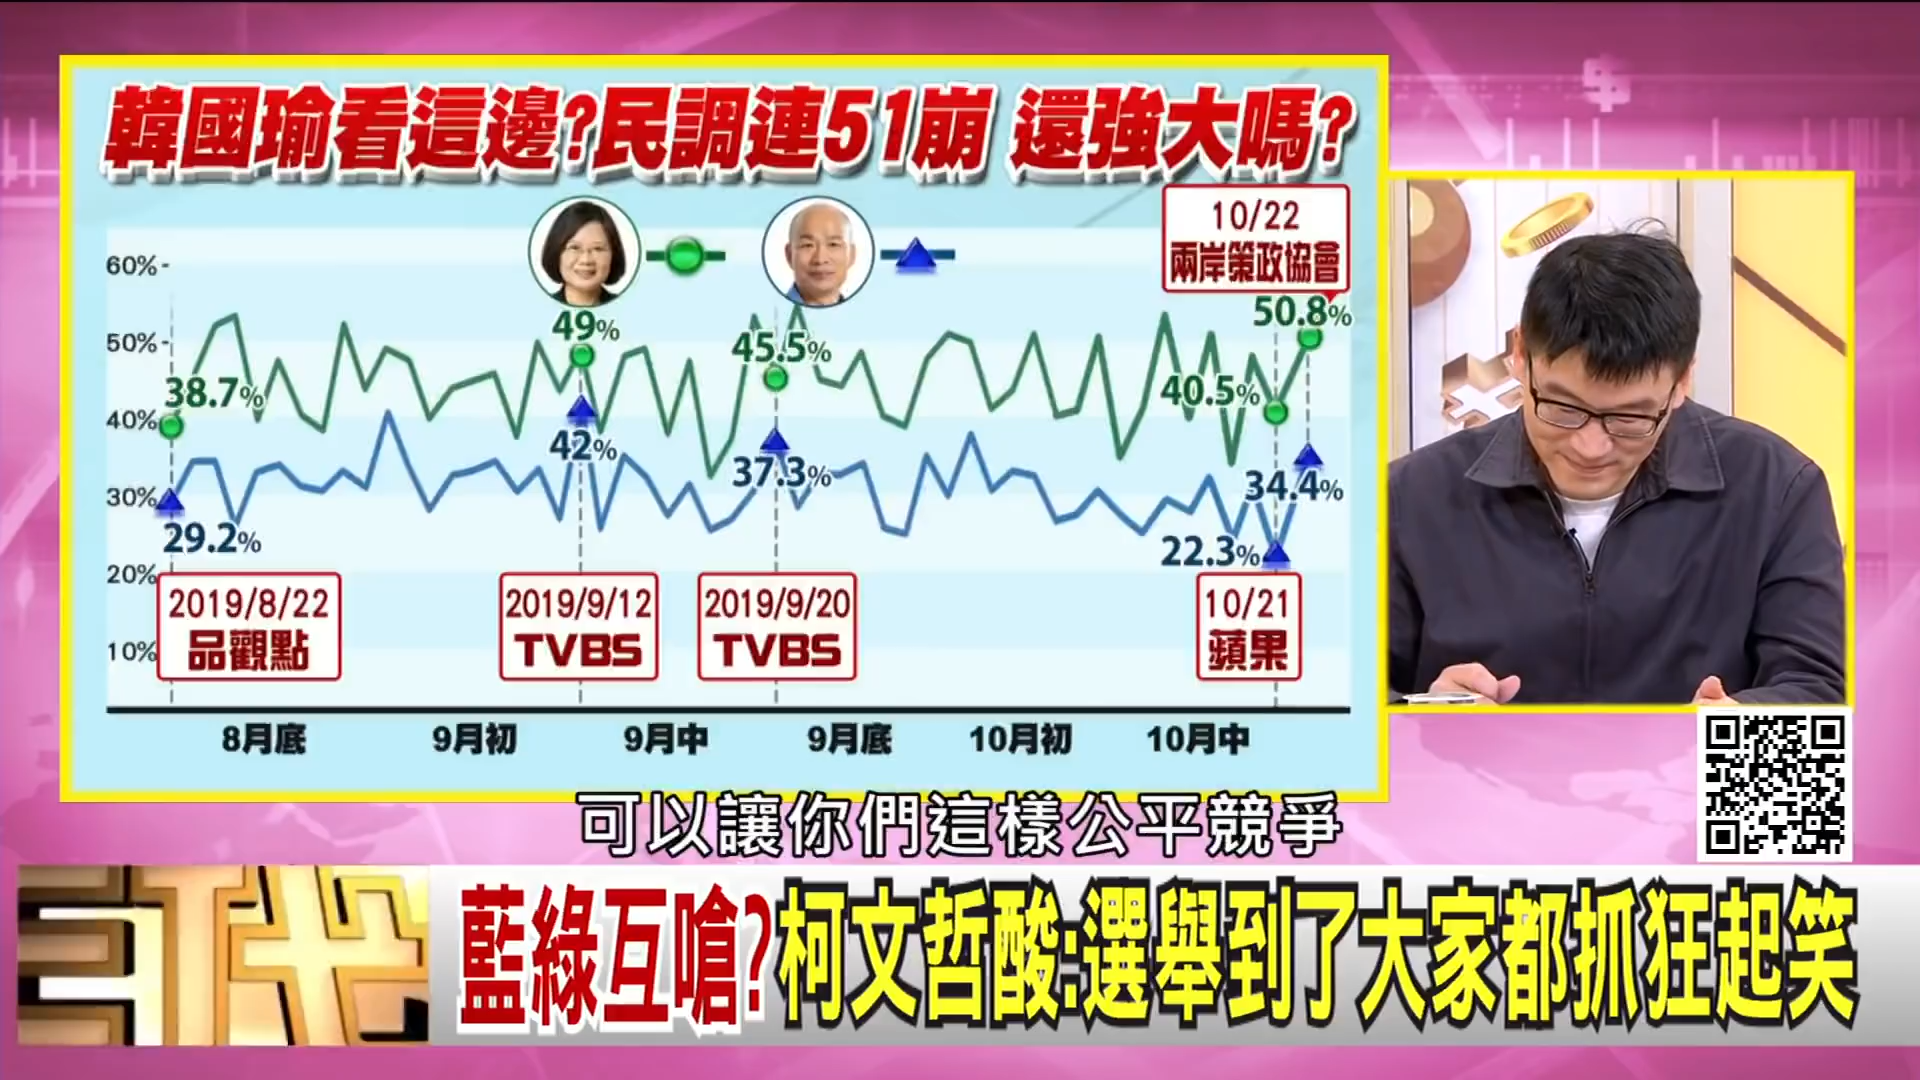 韓國瑜看這邊?民調連51崩 還強大嗎?
10/22
兩岸策政協會
60%
50%
40%
30%
20%
10%
49%
45.5%
50.8%
38.7%
40.5%
42%
37.3%
34.4%
29.2%
22.3%
2019/8/22
品觀點
2019/9/12
TVBS
2019/9/20
TVBS
10/21
蘋果
8月底 9月初 9月中 9月底 10月初 10月中
可以讓你們這樣公平競爭
藍綠互嗆?柯文哲酸:選舉到了大家都抓狂起笑